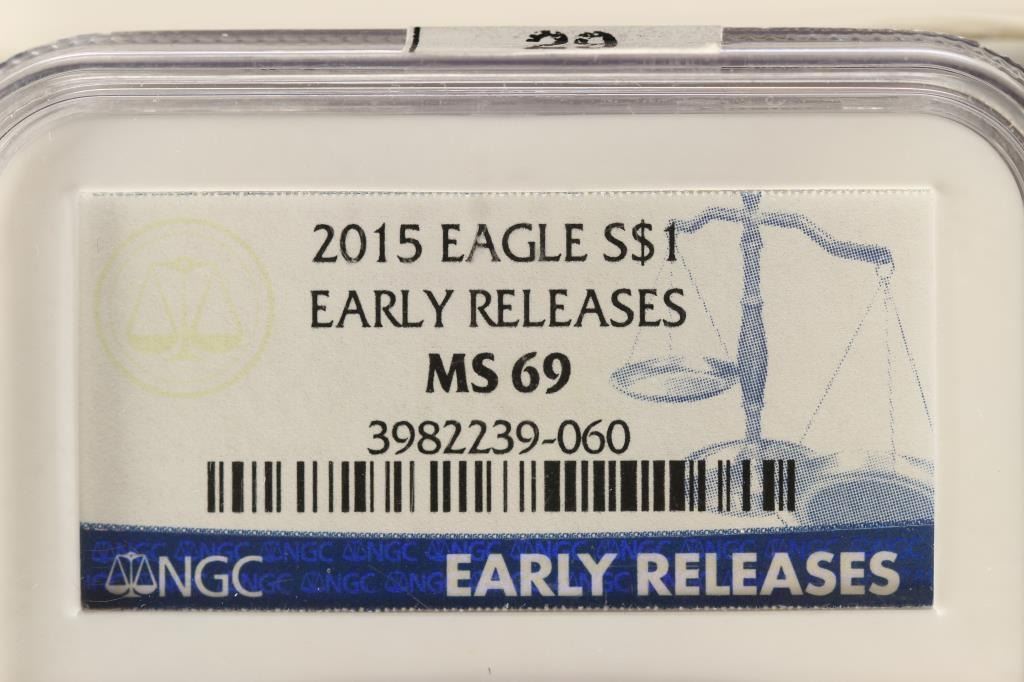 2015 EAGLE S$1
EARLY RELEASES
MS 69
3982239-060
NGC EARLY RELEASES